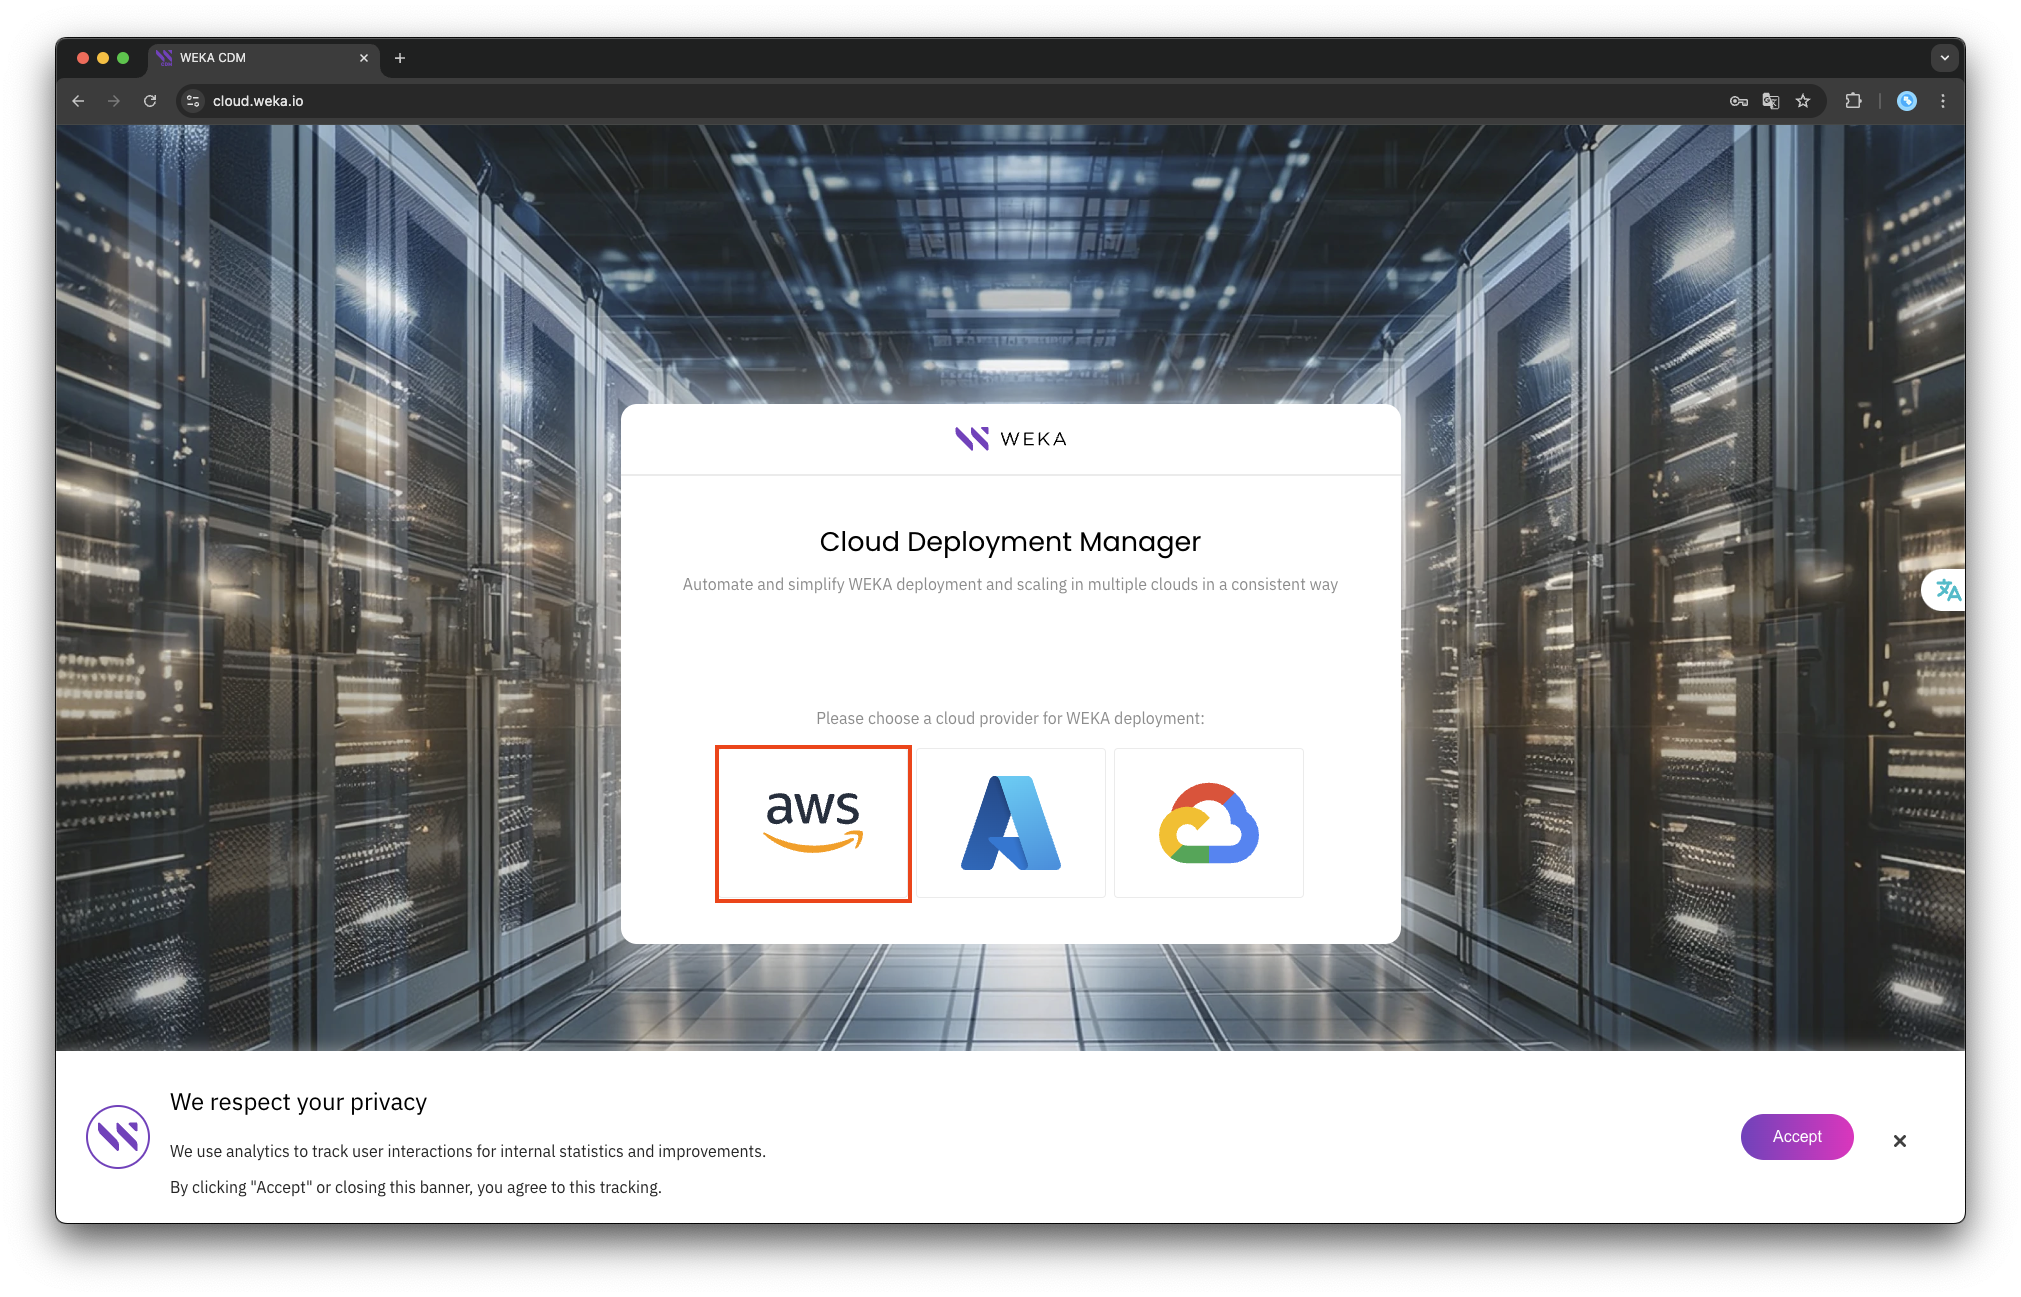 WEKA CDM
cloud.weka.io
WEKA
Cloud Deployment Manager
Automate and simplify WEKA deployment and scaling in multiple clouds in a consistent way
Please choose a cloud provider for WEKA deployment:
aws
We respect your privacy
We use analytics to track user interactions for internal statistics and improvements.
By clicking "Accept" or closing this banner, you agree to this tracking.
Accept